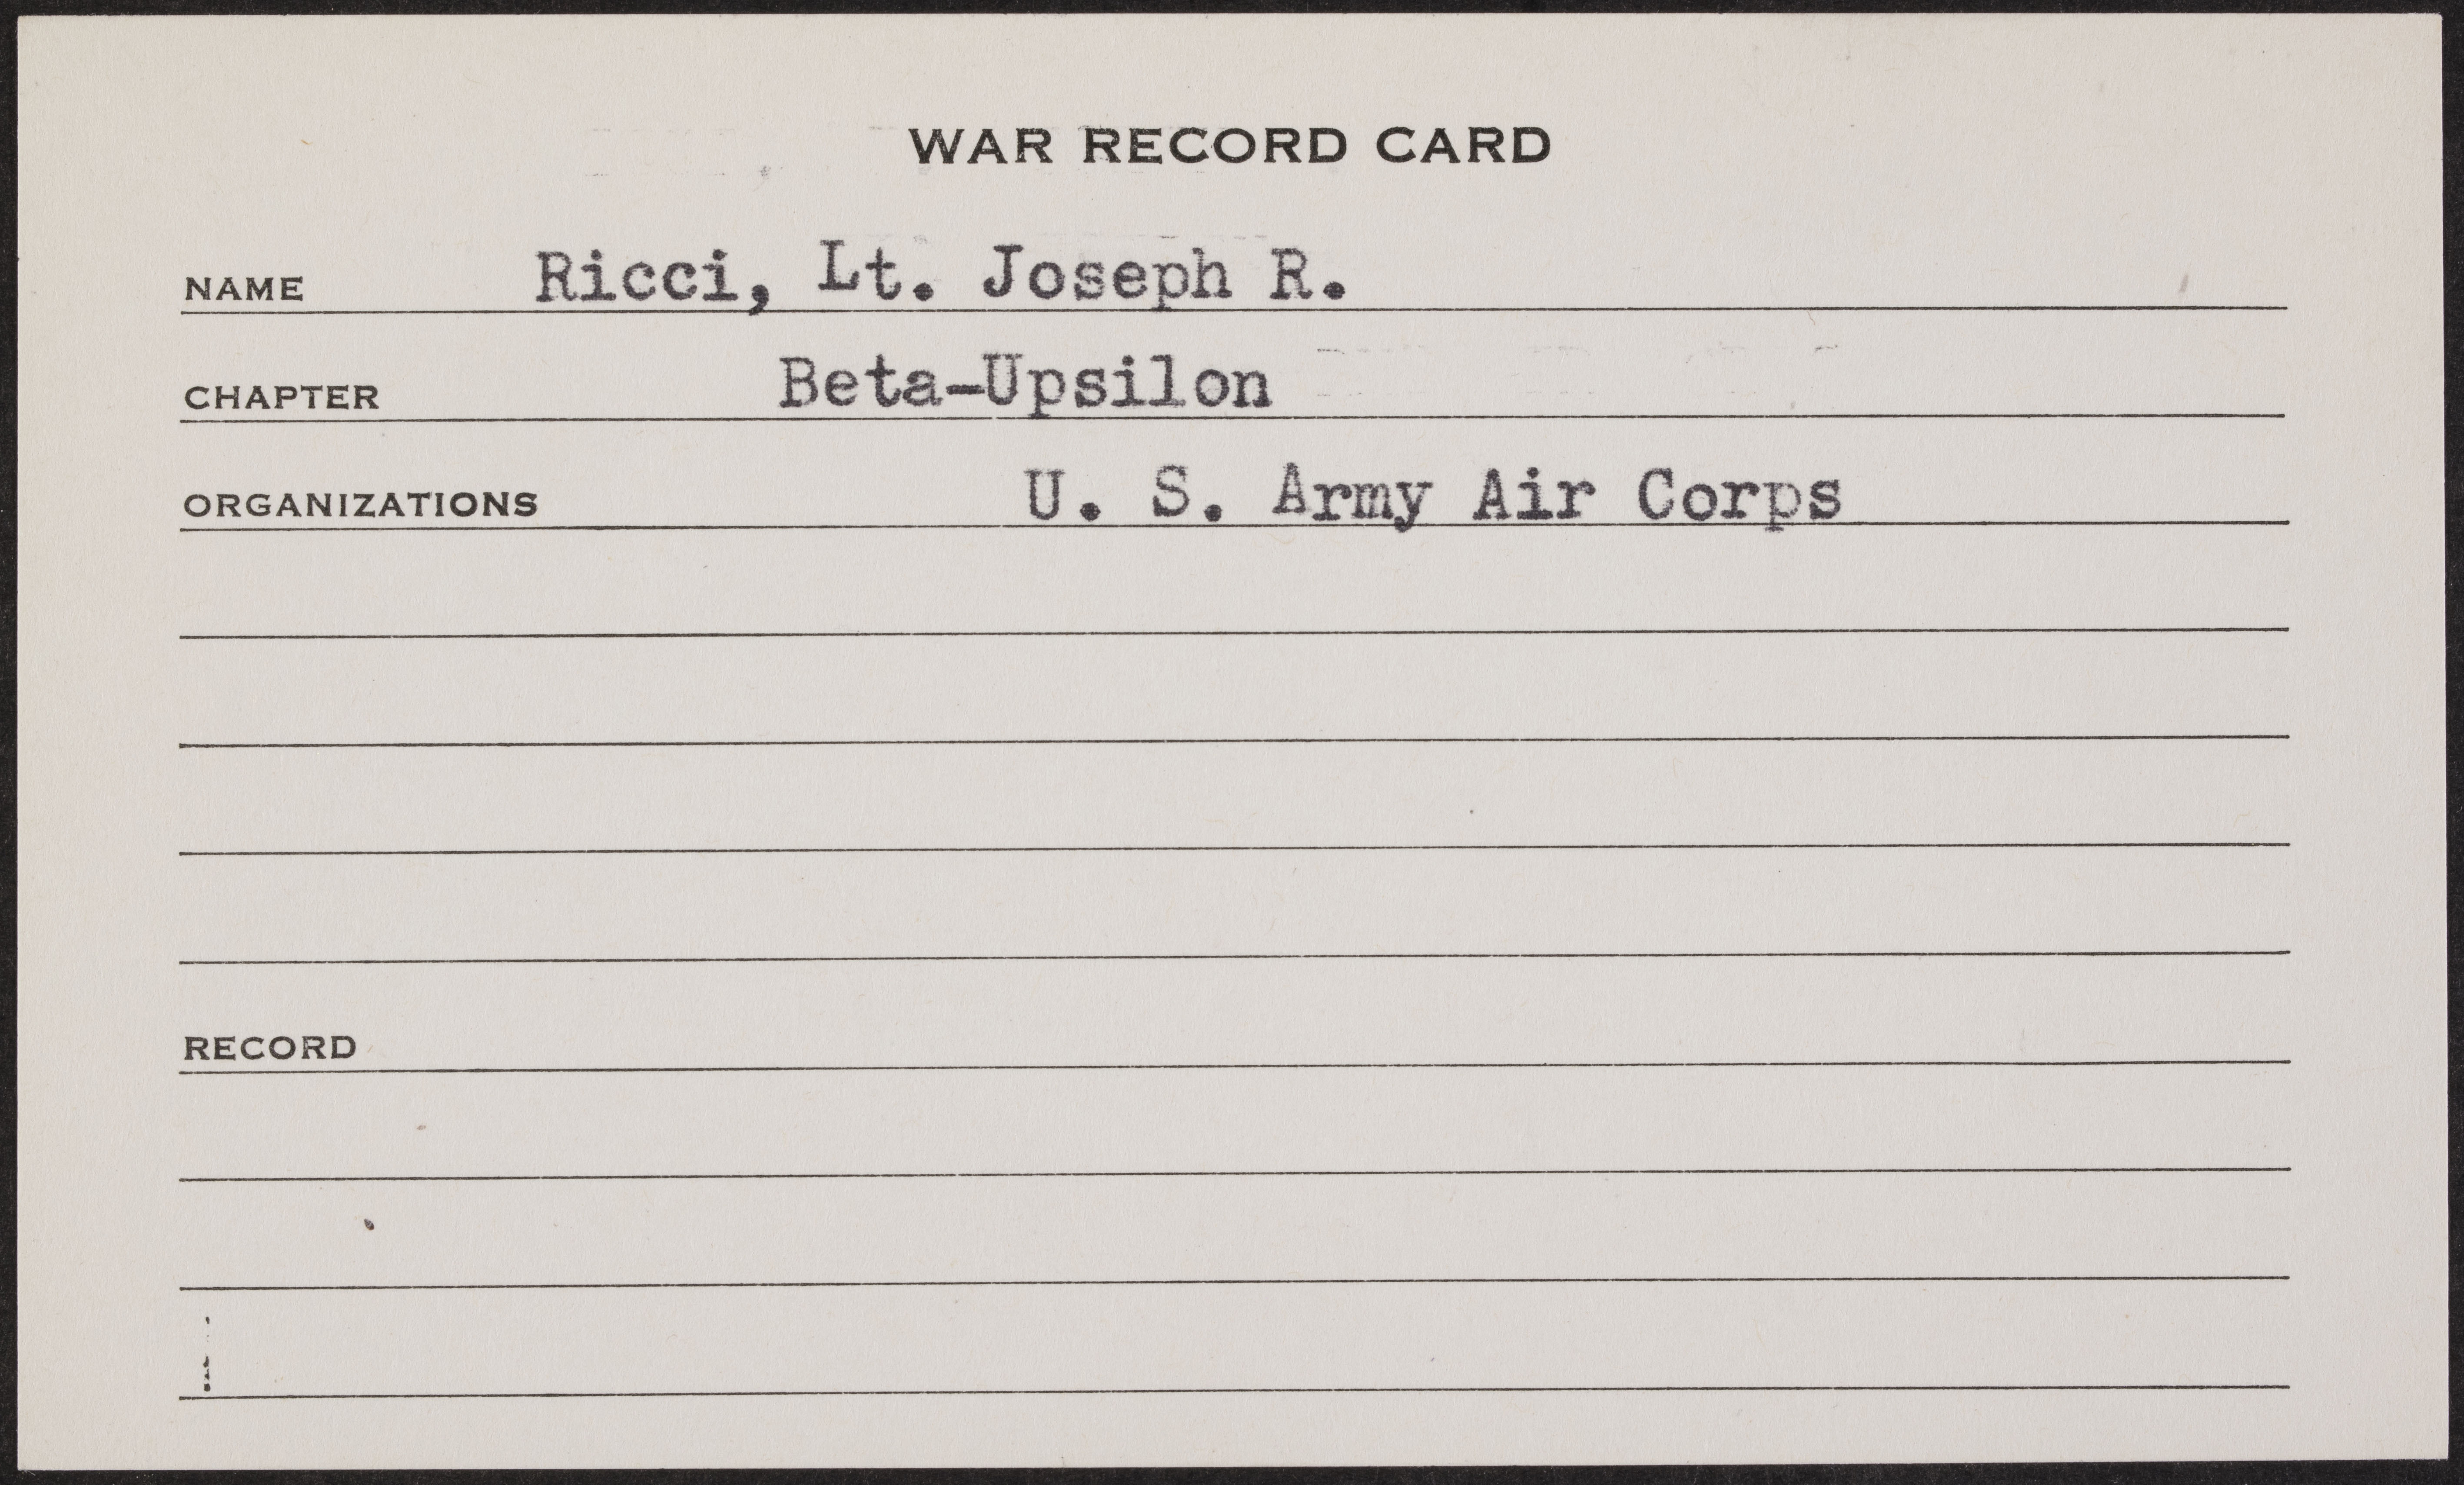 WAR RECORD CARD
NAME Ricci, Lt. Joseph R.
CHAPTER Beta-Upsilon
ORGANIZATIONS U. S. Army Air Corps
RECORD